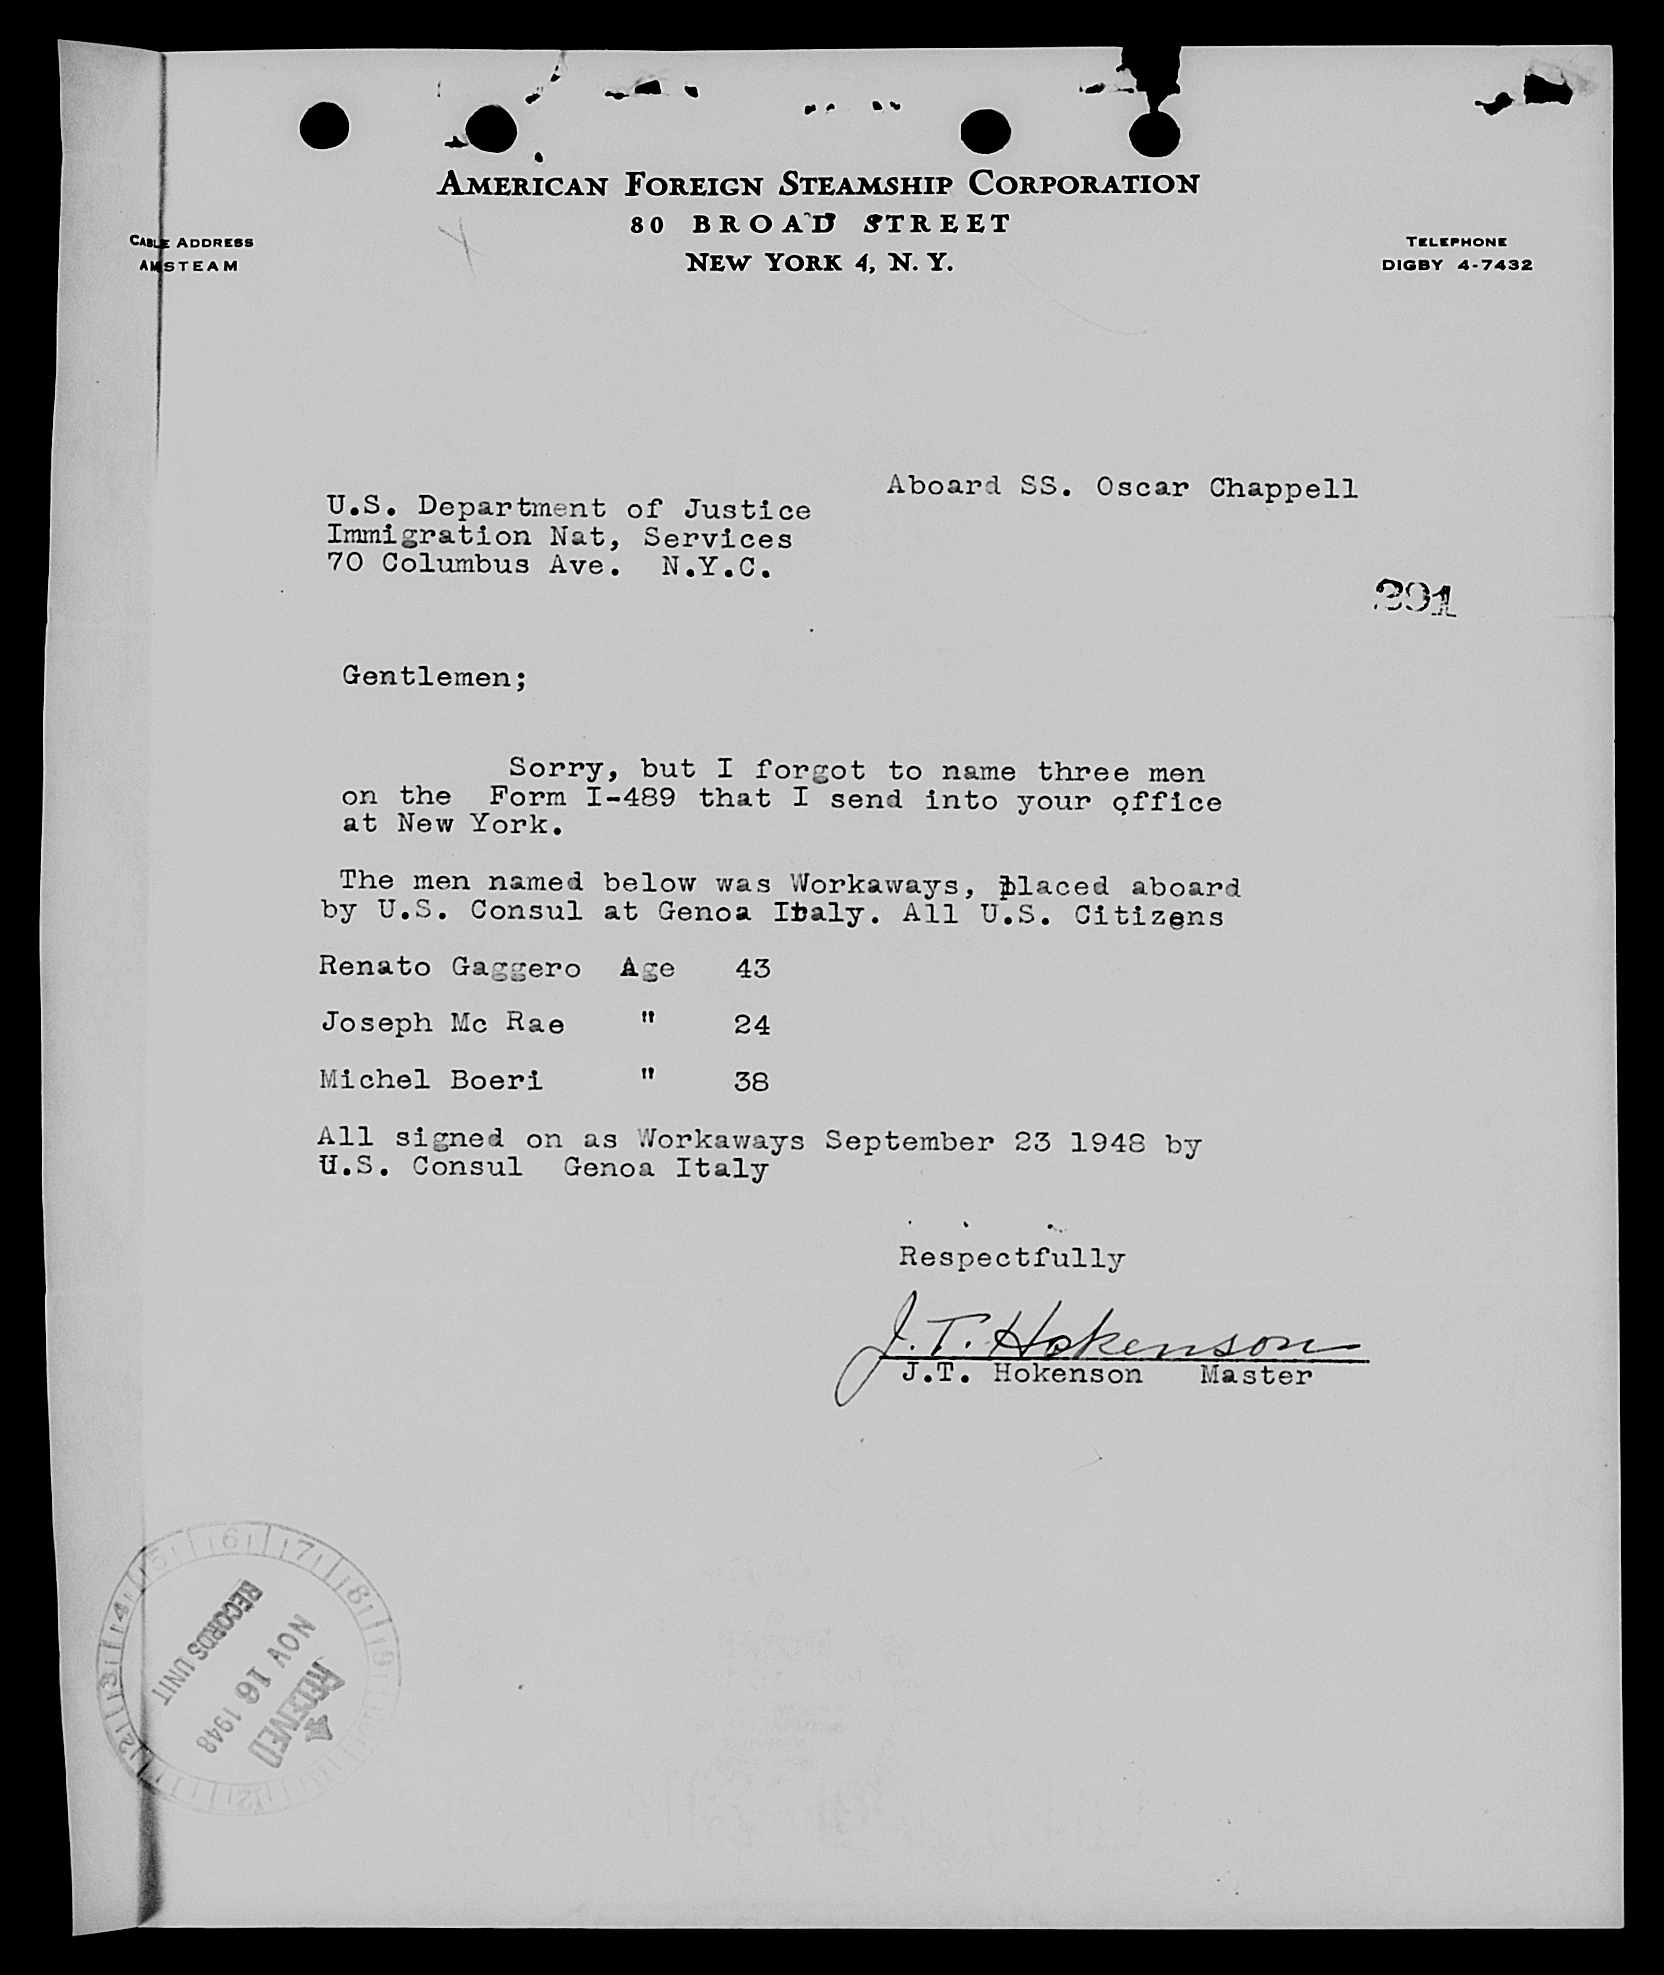 AMERICAN FOREIGN STEAMSHIP CORPORATION
80 BROAD STREET
NEW YORK 4, N. Y.
CABLE ADDRESS
AMSTEAM
TELEPHONE
DIGBY 4-7432
Aboard SS. Oscar Chappell
U.S. Department of Justice
Immigration Nat, Services
70 Columbus Ave. N.Y.C.
291
Gentlemen;
Sorry, but I forgot to name three men
on the Form I-489 that I send into your office
at New York.
The men named below was Workaways, placed aboard
by U.S. Consul at Genoa Italy. All U.S. Citizens
Renato Gaggero Age 43
Joseph Mc Rae " 24
Michel Boeri " 38
All signed on as Workaways September 23 1948 by
U.S. Consul Genoa Italy
Respectfully
J.T. Hokenson
J.T. Hokenson Master
RECEIVED
NOV 16 1948
RECORDS UNIT